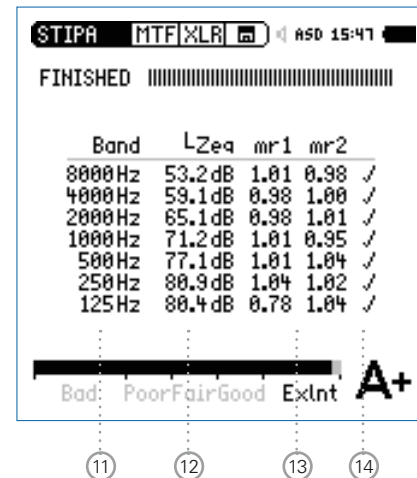 STIPA MTF XLR ASD 15:47
FINISHED
Band LZeq mr1 mr2
8000Hz 53.2dB 1.01 0.98 ✓
4000Hz 59.1dB 0.98 1.00 ✓
2000Hz 65.1dB 0.98 1.01 ✓
1000Hz 71.2dB 1.01 0.95 ✓
500Hz 77.1dB 1.01 1.04 ✓
250Hz 80.9dB 1.04 1.02 ✓
125Hz 80.4dB 0.78 1.04 ✓
Bad Poor Fair Good Exlnt A+
11 12 13 14